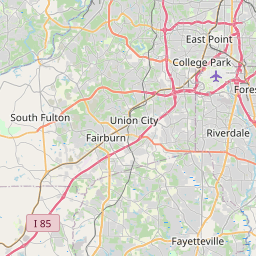 East Point
College Park
Fores
South Fulton
Union City
Riverdale
Fairburn
I 85
Fayetteville